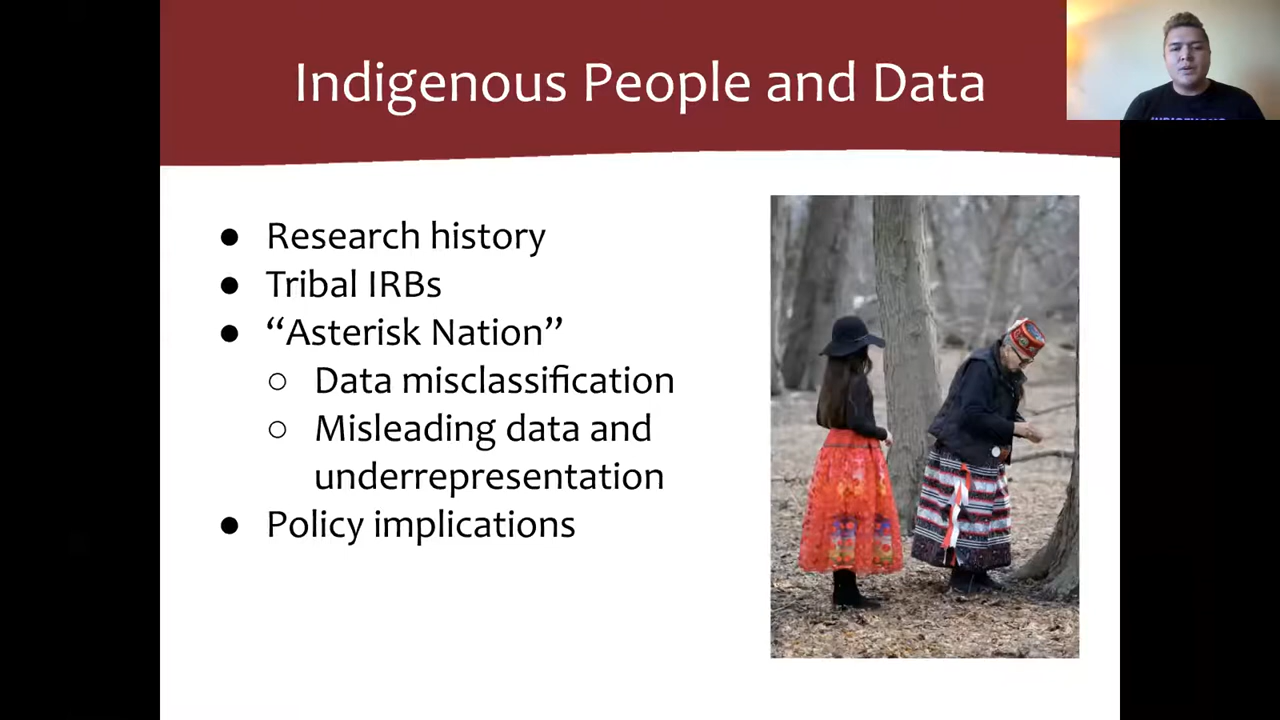 Indigenous People and Data
● Research history
● Tribal IRBs
● “Asterisk Nation”
○ Data misclassification
○ Misleading data and
underrepresentation
● Policy implications